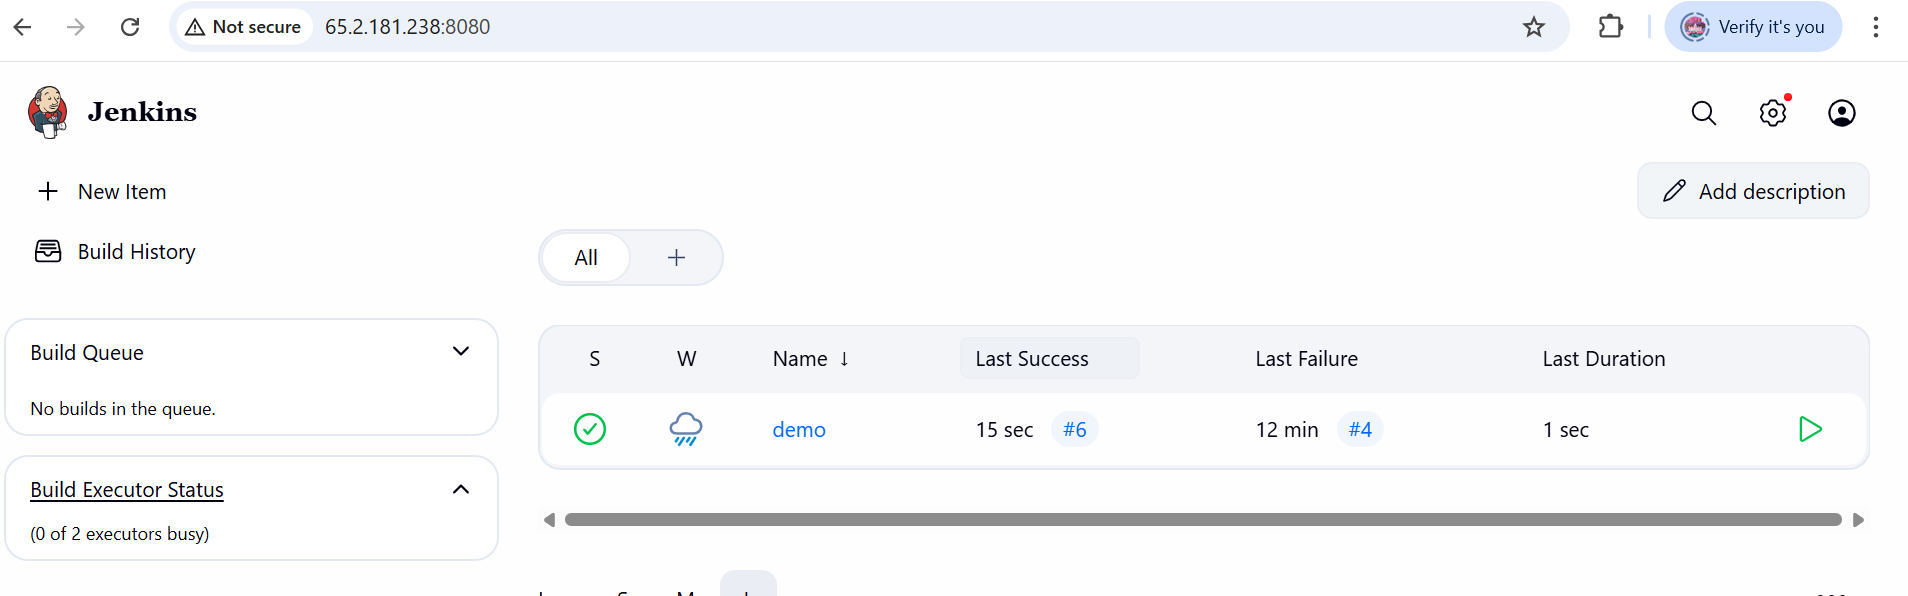 Not secure 65.2.181.238:8080 Verify it's you
Jenkins
New Item
Add description
Build History
All
Build Queue
No builds in the queue.
S W Name ↓ Last Success Last Failure Last Duration
demo 15 sec #6 12 min #4 1 sec
Build Executor Status
(0 of 2 executors busy)